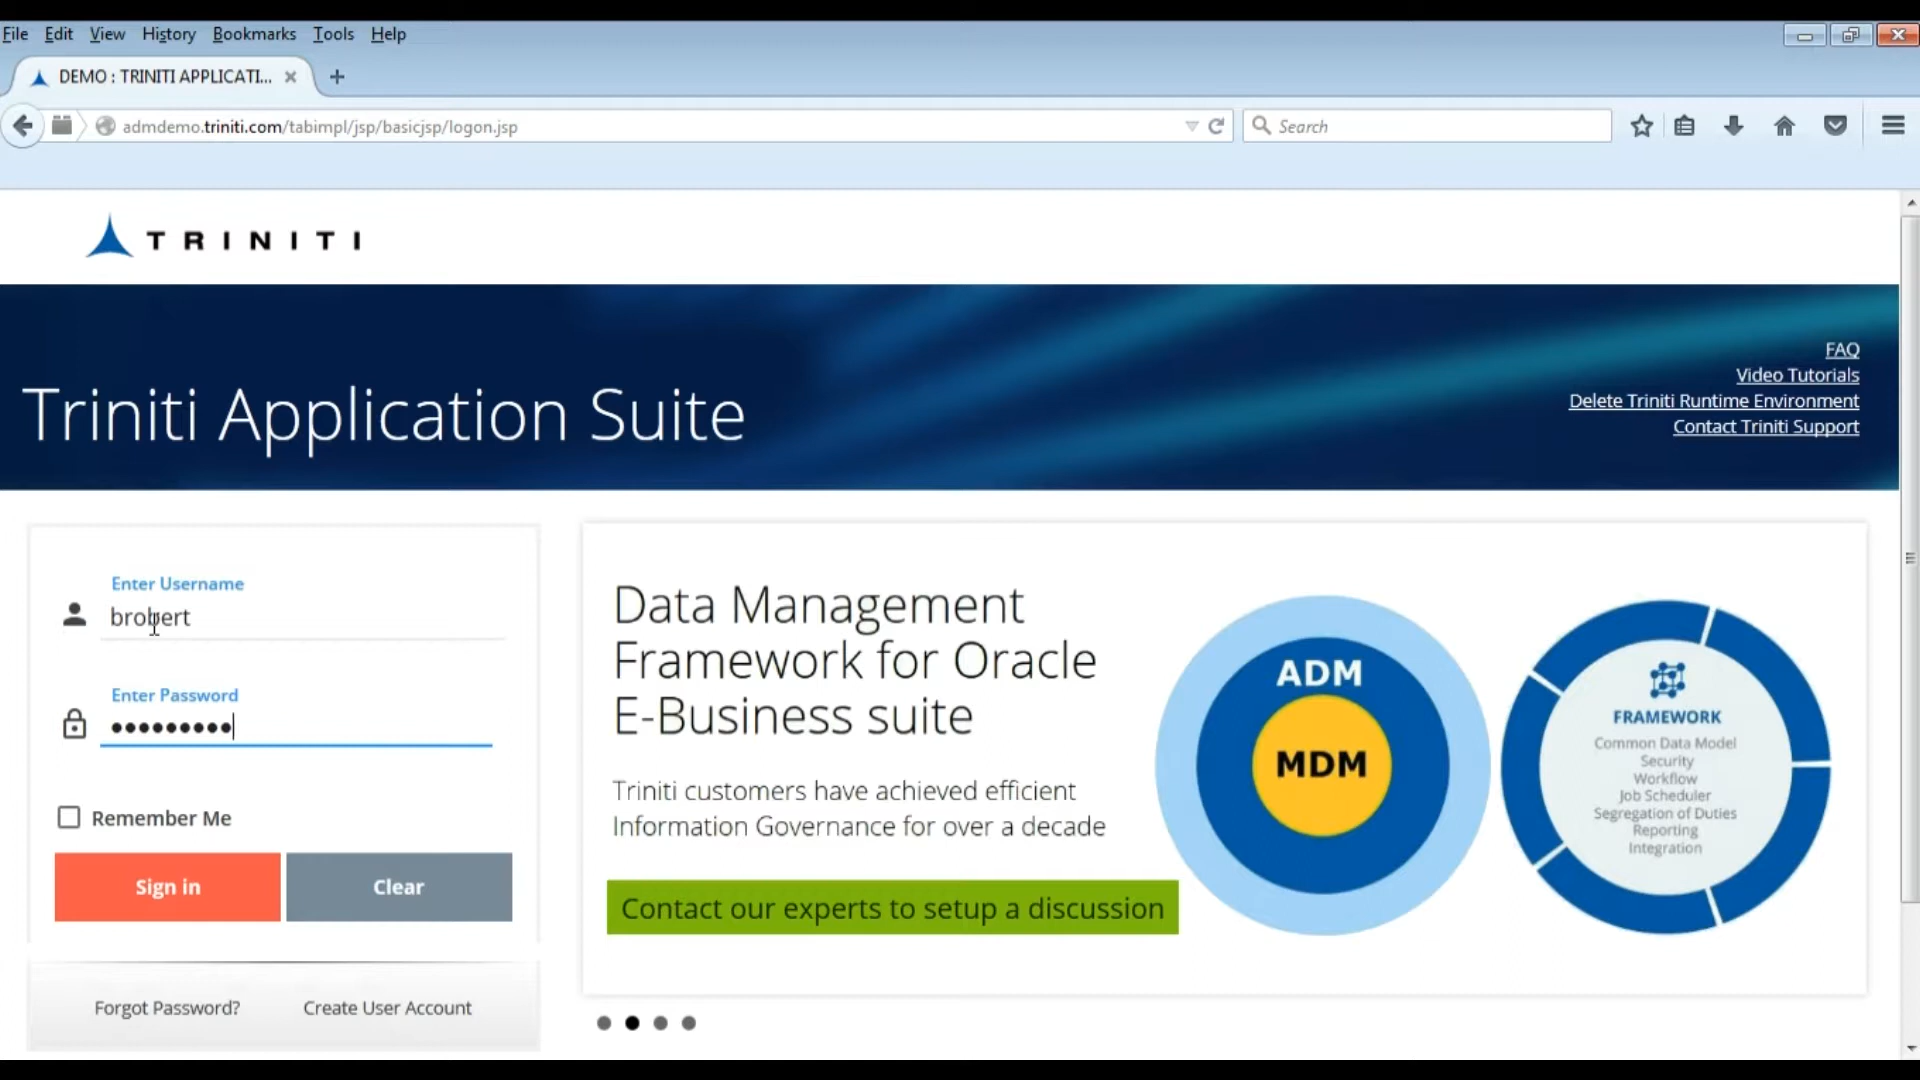 File Edit View History Bookmarks Tools Help
DEMO : TRINITI APPLICATI...
admdemo.triniti.com/tabimpl/jsp/basicjsp/logon.jsp
Search
TRINITI
Triniti Application Suite
FAQ
Video Tutorials
Delete Triniti Runtime Environment
Contact Triniti Support
Enter Username
brobert
Enter Password
•••••••••
Remember Me
Sign in
Clear
Forgot Password?
Create User Account
Data Management
Framework for Oracle
E-Business suite
Triniti customers have achieved efficient
Information Governance for over a decade
Contact our experts to setup a discussion
ADM
MDM
FRAMEWORK
Common Data Model
Security
Workflow
Job Scheduler
Segregation of Duties
Reporting
Integration